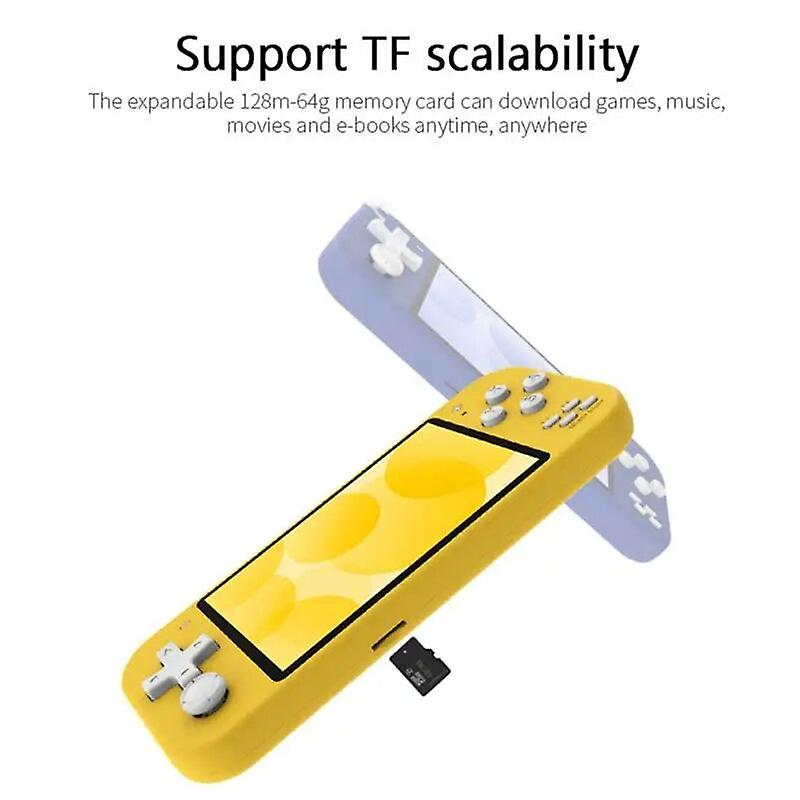 Support TF scalability
The expandable 128m-64g memory card can download games, music,
movies and e-books anytime, anywhere